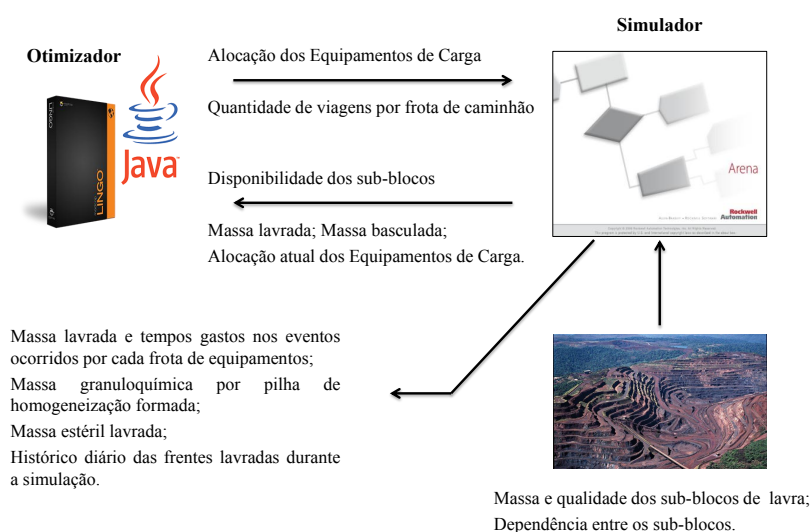 Simulador
Otimizador
Alocação dos Equipamentos de Carga
Quantidade de viagens por frota de caminhão
LINGO
LINGO
Java
Disponibilidade dos sub-blocos
Massa lavrada; Massa basculada;
Alocação atual dos Equipamentos de Carga.
Arena
Rockwell
Automation
Massa lavrada e tempos gastos nos eventos
ocorridos por cada frota de equipamentos;
Massa granuloquímica por pilha de
homogeneização formada;
Massa estéril lavrada;
Histórico diário das frentes lavradas durante
a simulação.
Massa e qualidade dos sub-blocos de lavra;
Dependência entre os sub-blocos.